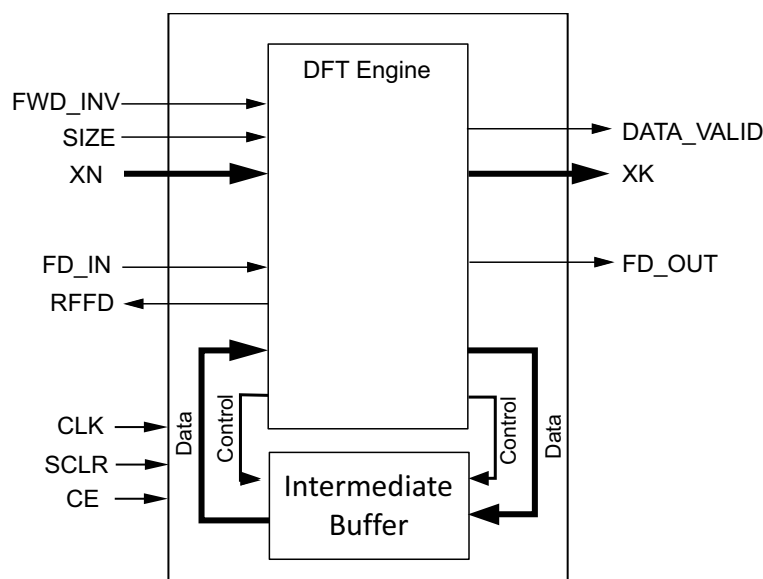 DFT Engine
FWD_INV
SIZE
XN
DATA_VALID
XK
FD_IN
RFFD
FD_OUT
CLK
SCLR
CE
Data
Control
Control
Data
Intermediate
Buffer